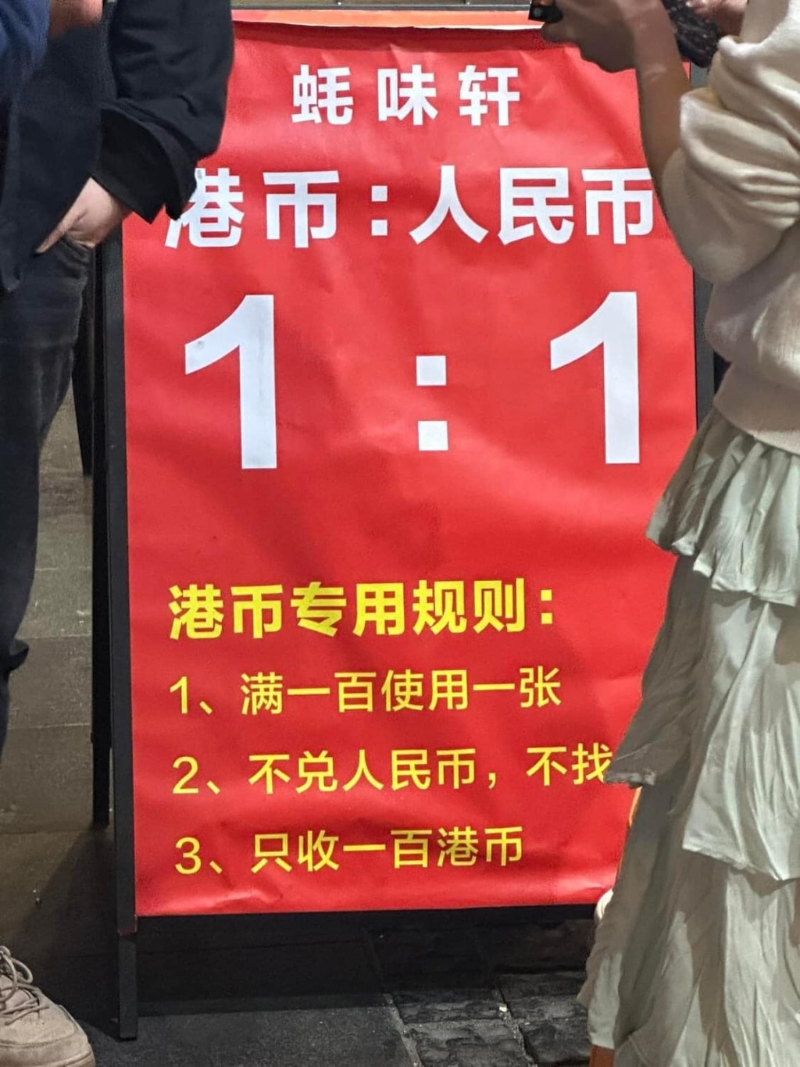 蚝味轩
港币:人民币
1:1
港币专用规则:
1、满一百使用一张
2、不兑人民币，不找
3、只收一百港币